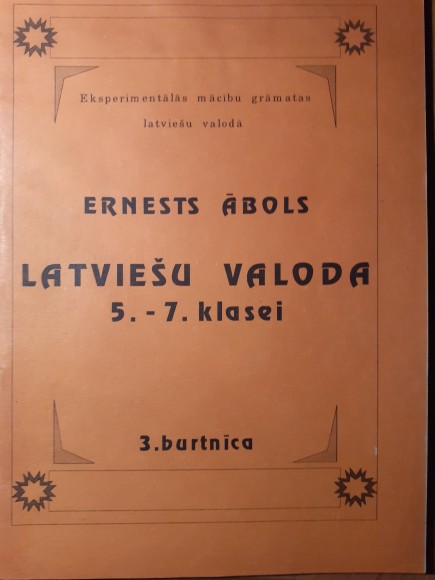 Eksperimentālās mācību grāmatas
latviešu valodā
ERNESTS ĀBOLS
LATVIEŠU VALODA
5. - 7. klasei
3. burtnīca